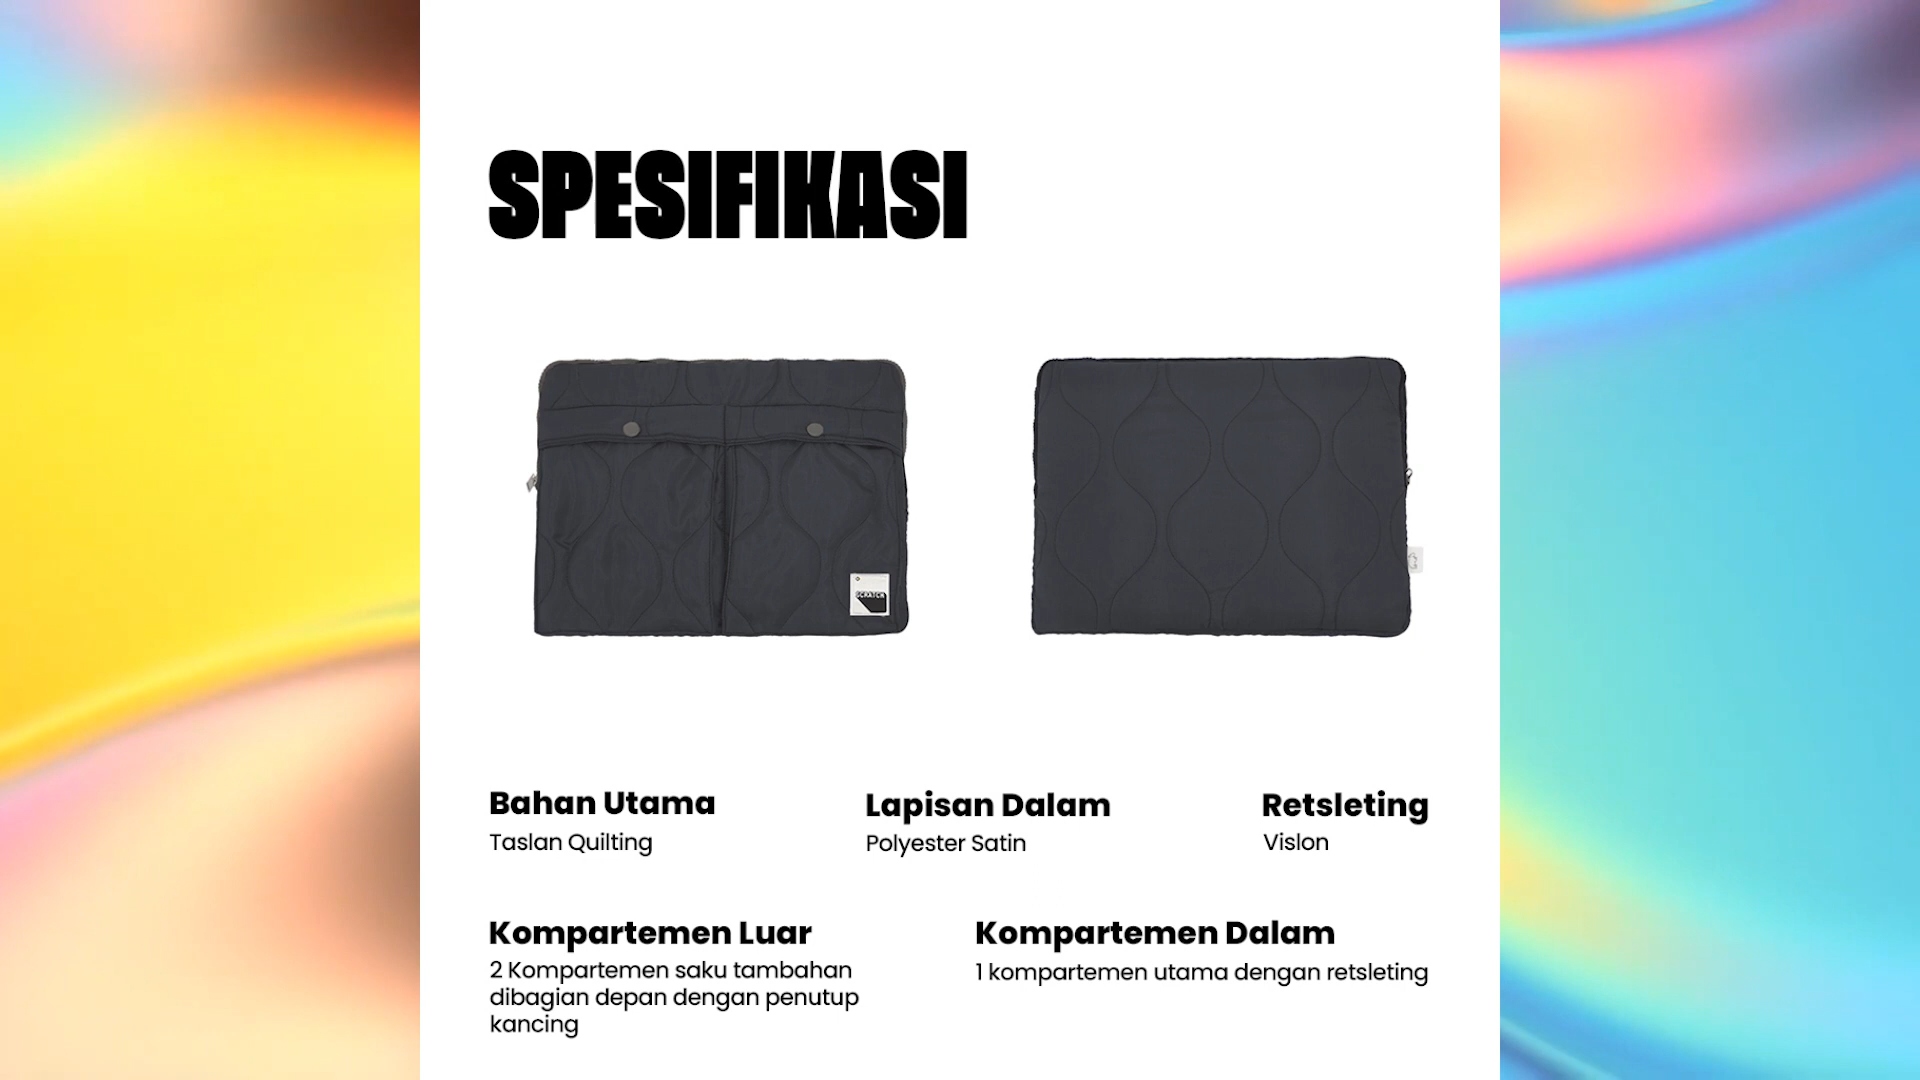 SPESIFIKASI
SCRATCH
Bahan Utama
Taslan Quilting
Lapisan Dalam
Polyester Satin
Retsleting
Vislon
Kompartemen Luar
2 Kompartemen saku tambahan
dibagian depan dengan penutup
kancing
Kompartemen Dalam
1 kompartemen utama dengan retsleting